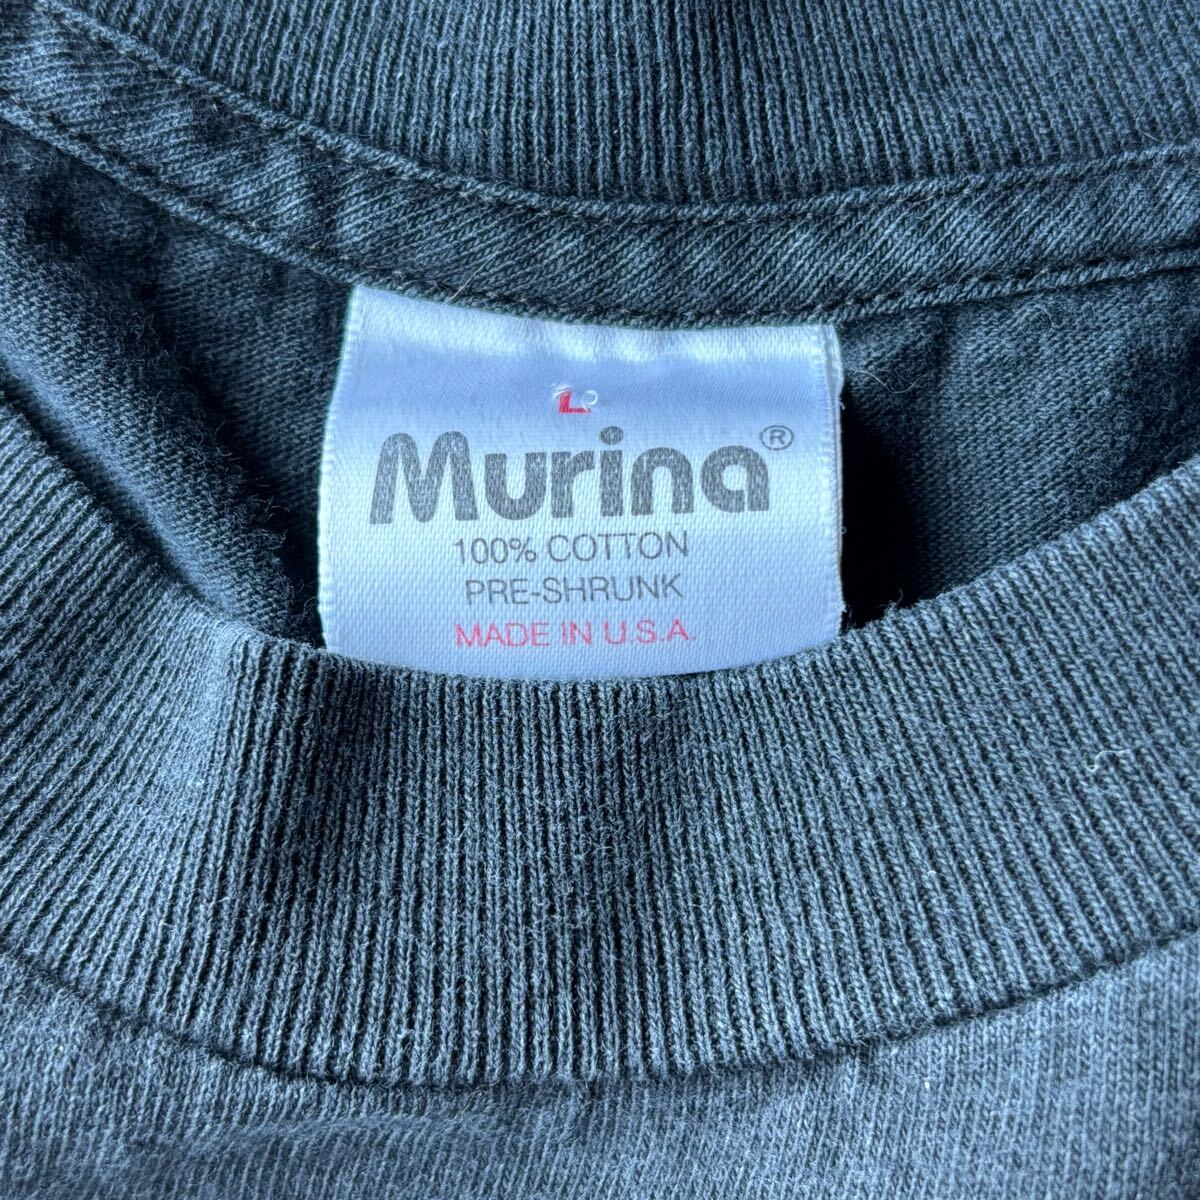 L
Murina®
100% COTTON
PRE-SHRUNK
MADE IN U.S.A.